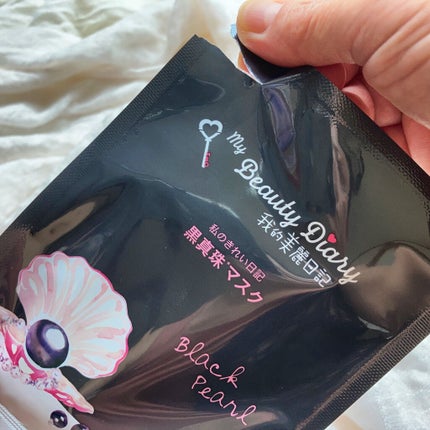 My
Beauty Diary
我的美麗日記
私のきれい日記
黒真珠マスク
Black
Pearl